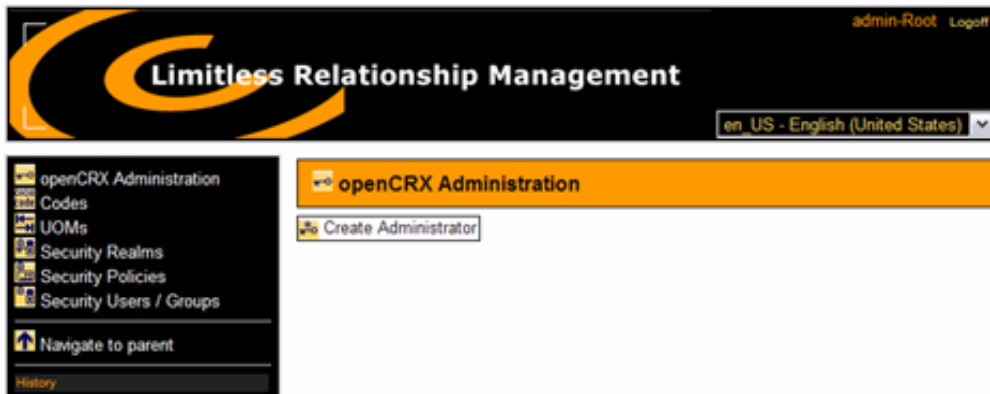 admin-Root Logoff
Limitless Relationship Management
en_US - English (United States)
openCRX Administration
Codes
UOMs
Security Realms
Security Policies
Security Users / Groups
Navigate to parent
History
openCRX Administration
Create Administrator